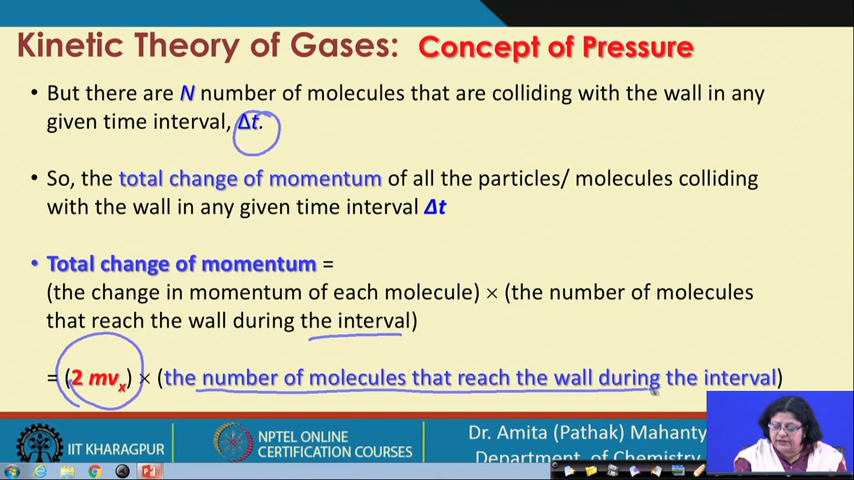 Kinetic Theory of Gases: Concept of Pressure
• But there are N number of molecules that are colliding with the wall in any
given time interval, Δt.
• So, the total change of momentum of all the particles/ molecules colliding
with the wall in any given time interval Δt
• Total change of momentum =
(the change in momentum of each molecule) × (the number of molecules
that reach the wall during the interval)
= (2 mvₓ) × (the number of molecules that reach the wall during the interval)
IIT KHARAGPUR
NPTEL ONLINE
CERTIFICATION COURSES
Dr. Amita (Pathak) Mahanty
Department of Chemistry